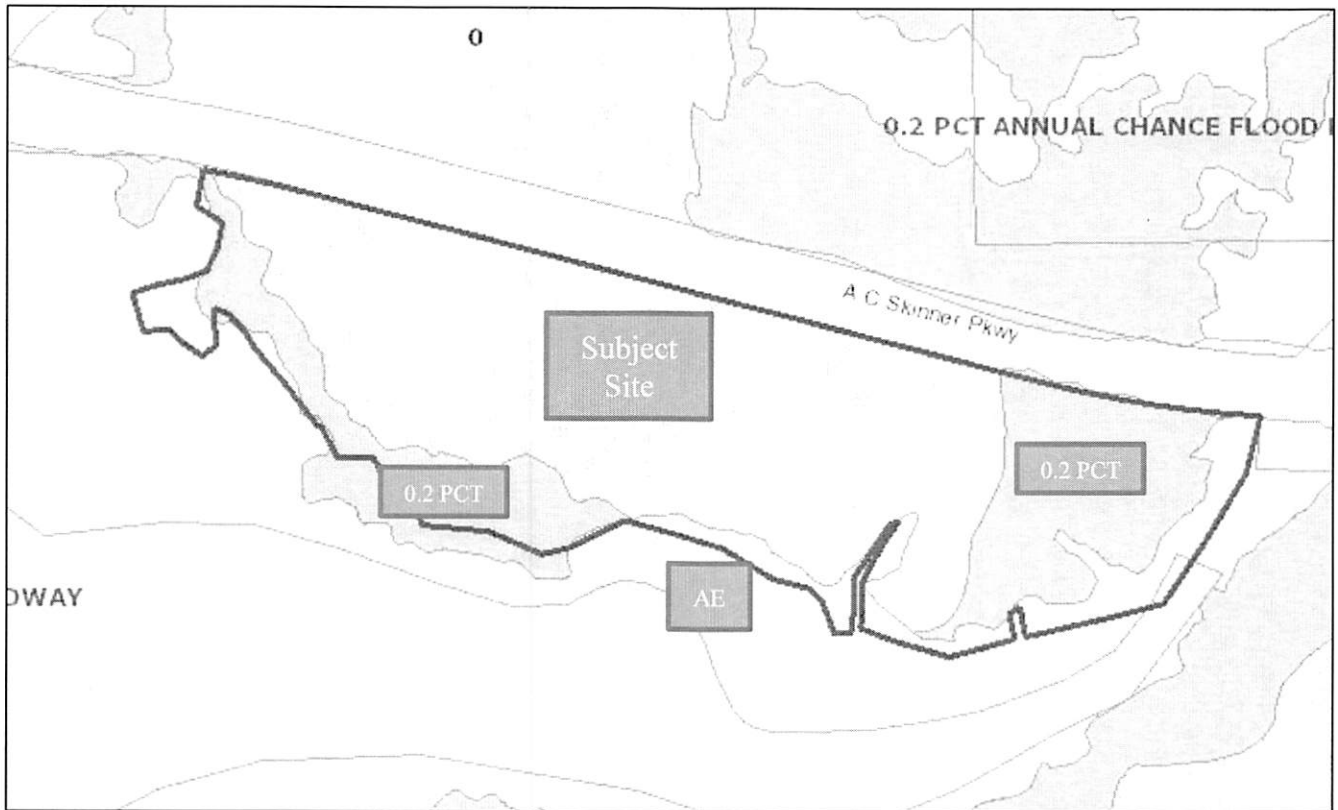 0
0.2 PCT ANNUAL CHANCE FLOOD
A C Skinner Pkwy
Subject
Site
0.2 PCT
0.2 PCT
AE
DWAY